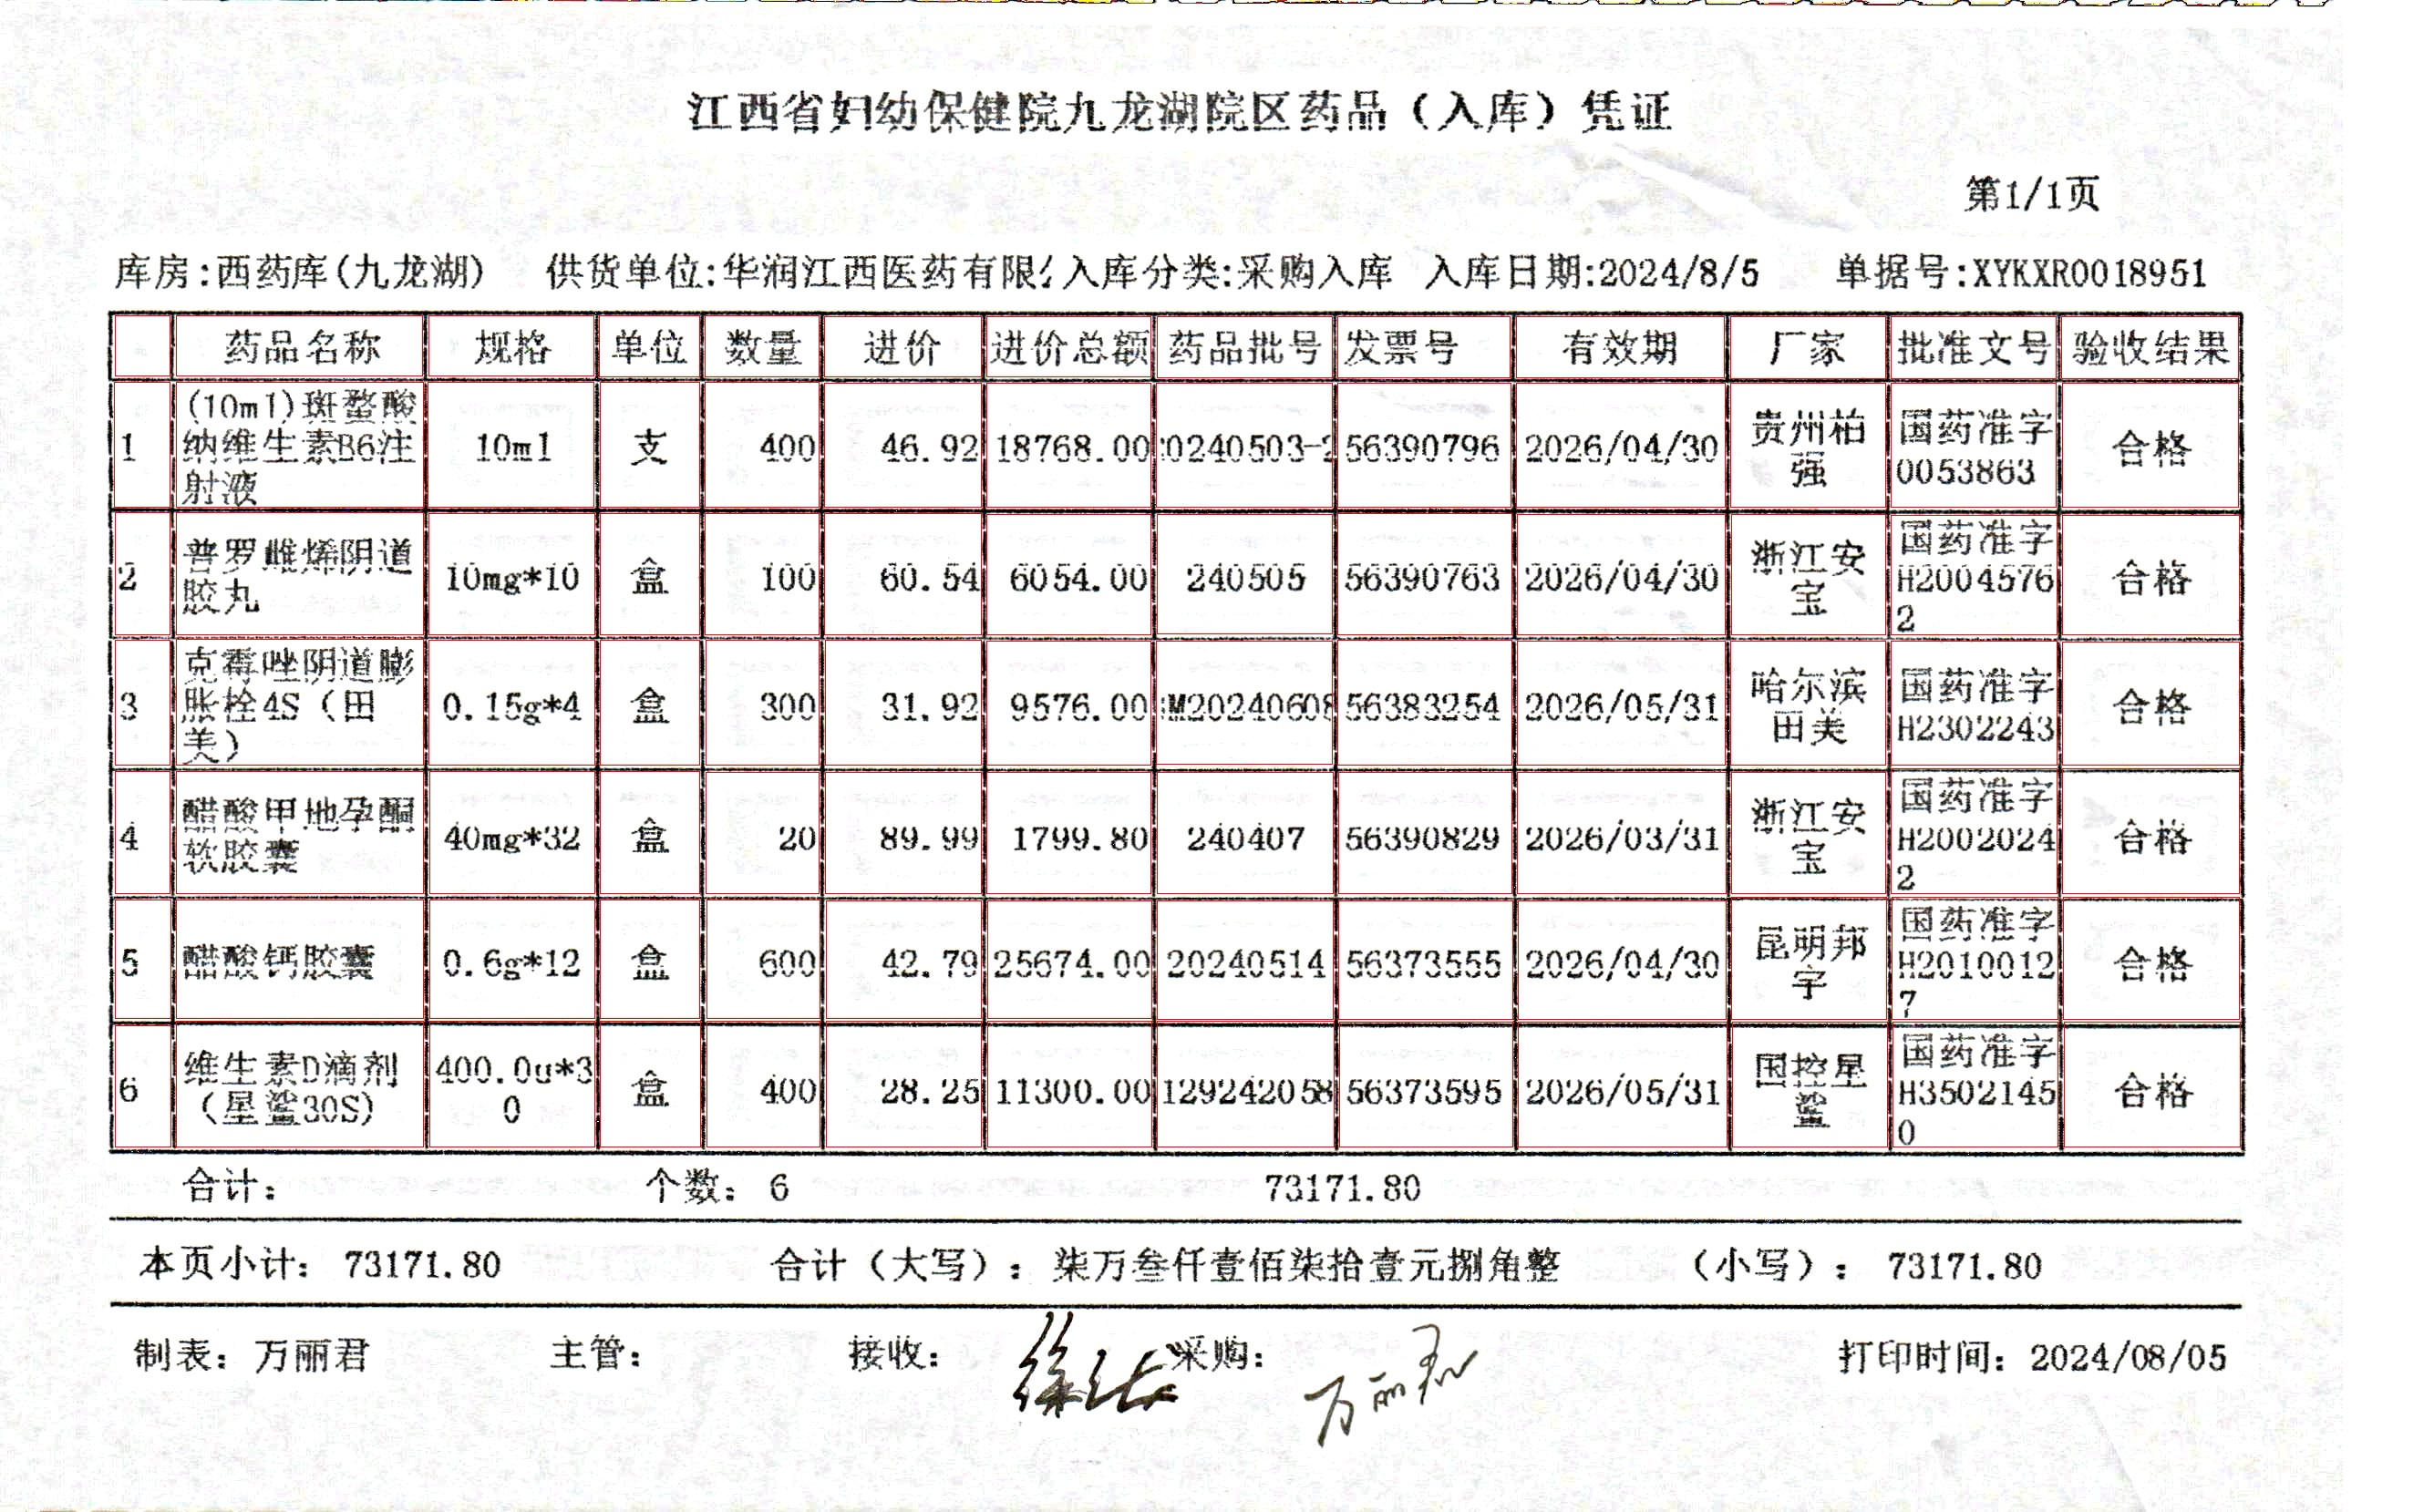 江西省妇幼保健院九龙湖院区药品（入库）凭证
第1/1页
库房:西药库(九龙湖) 供货单位:华润江西医药有限 入库分类:采购入库 入库日期:2024/8/5 单据号:XYKXR0018951
药品名称 规格 单位 数量 进价 进价总额 药品批号 发票号 有效期 厂家 批准文号 验收结果
1 (10ml)斑蝥酸纳维生素B6注射液 10ml 支 400 46.92 18768.00 0240503-2 56390796 2026/04/30 贵州柏强 国药准字0053863 合格
2 普罗雌烯阴道胶丸 10mg*10 盒 100 60.54 6054.00 240505 56390763 2026/04/30 浙江安宝 国药准字H20045762 合格
3 克霉唑阴道膨胀栓4S（田美） 0.15g*4 盒 300 31.92 9576.00 M20240608 56383254 2026/05/31 哈尔滨田美 国药准字H2302243 合格
4 醋酸甲地孕酮软胶囊 40mg*32 盒 20 89.99 1799.80 240407 56390829 2026/03/31 浙江安宝 国药准字H20020242 合格
5 醋酸钙胶囊 0.6g*12 盒 600 42.79 25674.00 20240514 56373555 2026/04/30 昆明邦宇 国药准字H20100127 合格
6 维生素D滴剂（星鲨30S） 400.0u*30 盒 400 28.25 11300.00 129242058 56373595 2026/05/31 国控星鲨 国药准字H35021450 合格
合计: 个数: 6 73171.80
本页小计: 73171.80 合计（大写）: 柒万叁仟壹佰柒拾壹元捌角整 （小写）: 73171.80
制表: 万丽君 主管: 接收: 采购: 万丽君 打印时间: 2024/08/05